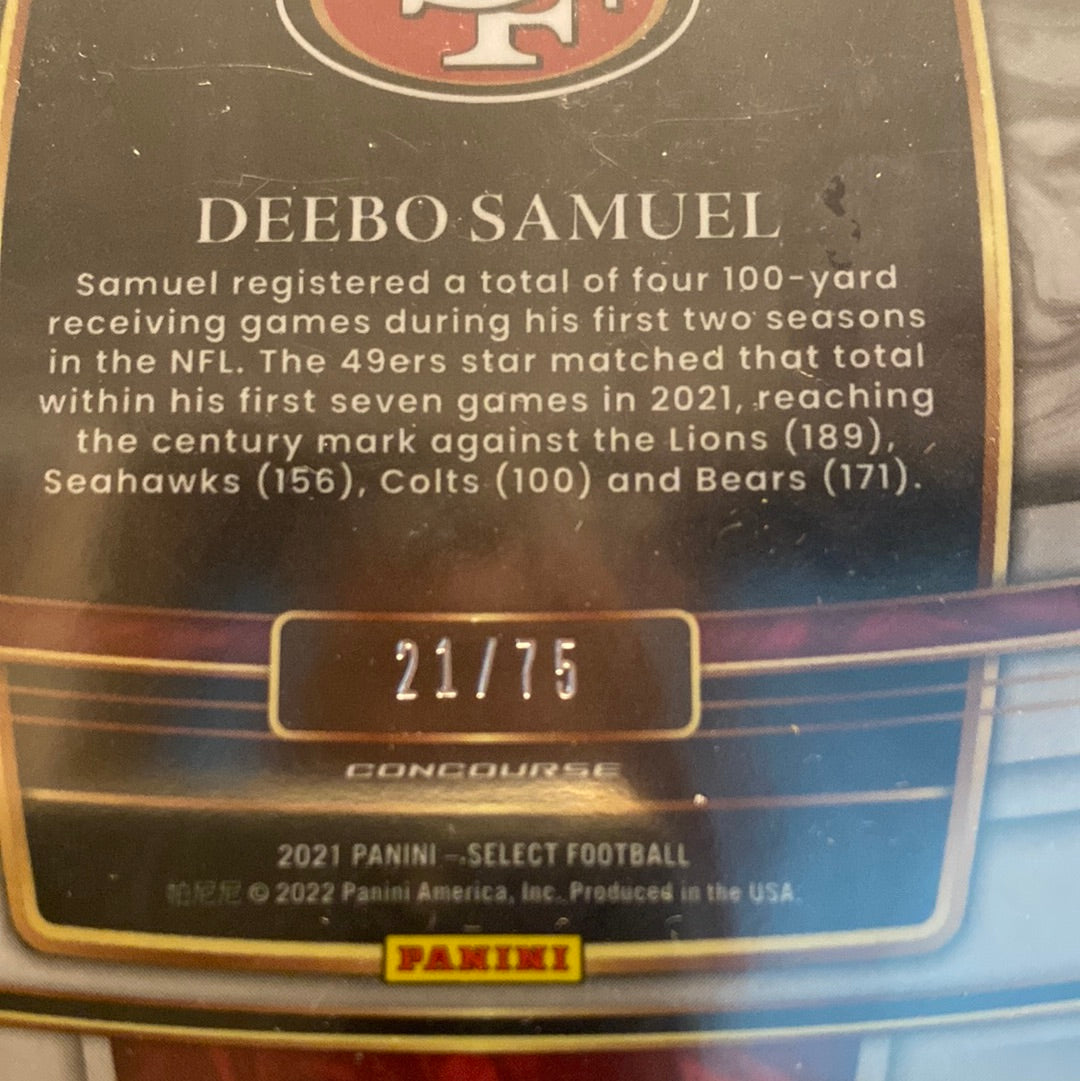 SF
DEEBO SAMUEL
Samuel registered a total of four 100-yard
receiving games during his first two seasons
in the NFL. The 49ers star matched that total
within his first seven games in 2021, reaching
the century mark against the Lions (189),
Seahawks (156), Colts (100) and Bears (171).
21/75
CONCOURSE
2021 PANINI – SELECT FOOTBALL
帕尼尼 © 2022 Panini America, Inc. Produced in the USA.
PANINI